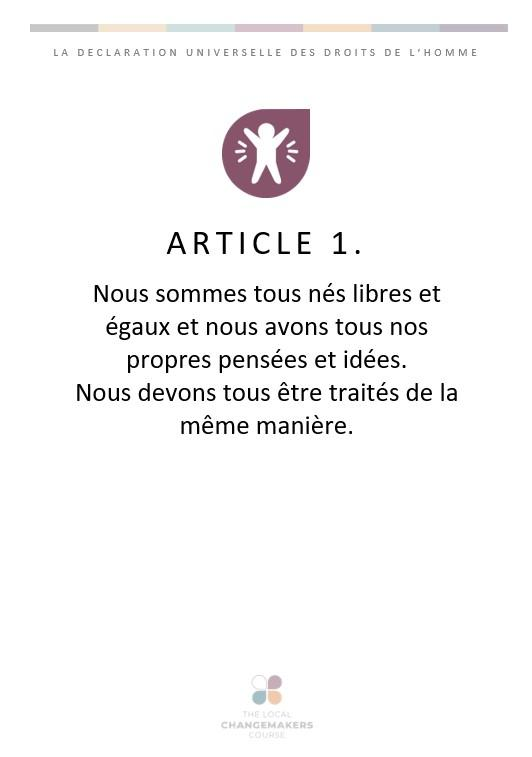 LA DECLARATION UNIVERSELLE DES DROITS DE L'HOMME
ARTICLE 1.
Nous sommes tous nés libres et
égaux et nous avons tous nos
propres pensées et idées.
Nous devons tous être traités de la
même manière.
THE LOCAL
CHANGEMAKERS
COURSE